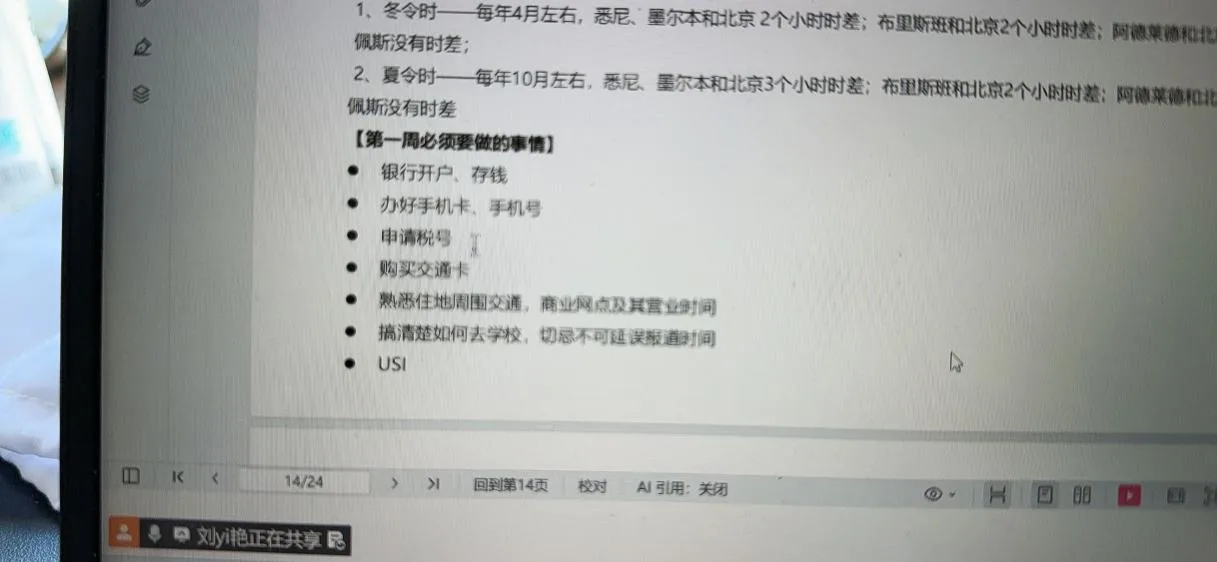 1、冬令时——每年4月左右，悉尼、墨尔本和北京 2个小时时差；布里斯班和北京2个小时时差；阿德莱德和北
佩斯没有时差；
2、夏令时——每年10月左右，悉尼、墨尔本和北京3个小时时差；布里斯班和北京2个小时时差；阿德莱德和北
佩斯没有时差
【第一周必须要做的事情】
● 银行开户、存钱
● 办好手机卡、手机号
● 申请税号
● 购买交通卡
● 熟悉住地周围交通，商业网点及其营业时间
● 搞清楚如何去学校，切忌不可延误报道时间
● USI
14/24 回到第14页 校对 AI 引用：关闭
刘yi艳正在共享